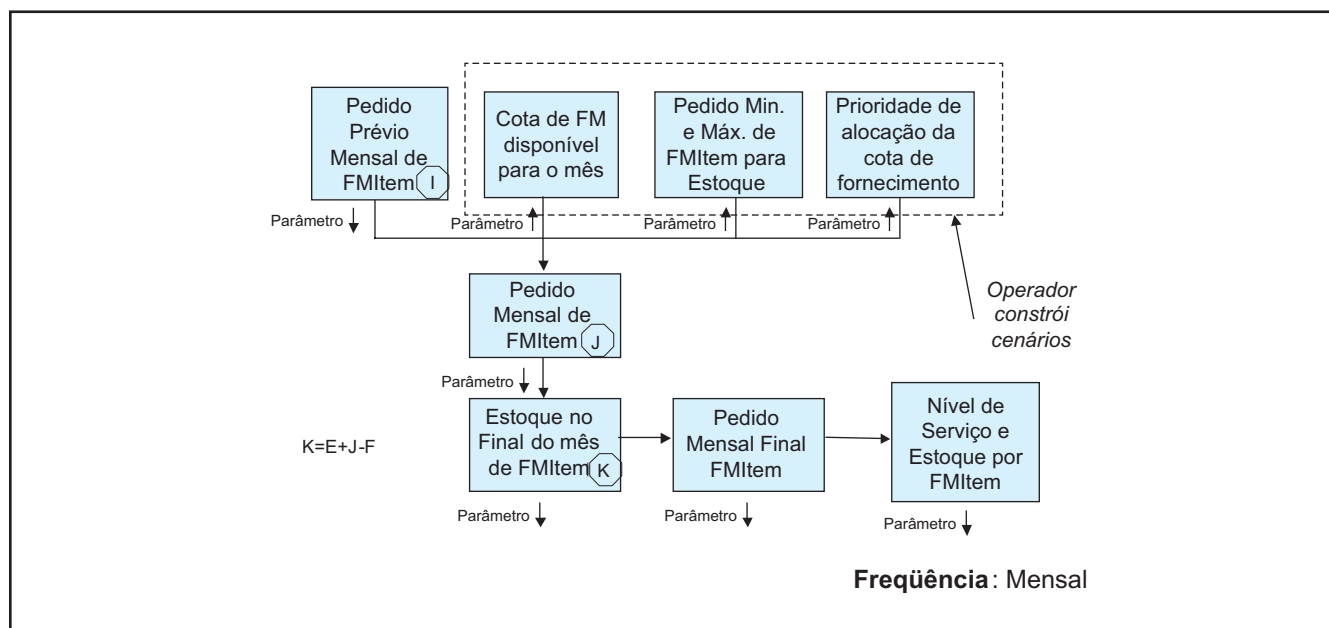 Pedido
Prévio
Mensal de
FMItem I
Cota de FM
disponível
para o mês
Pedido Min.
e Máx. de
FMItem para
Estoque
Prioridade de
alocação da
cota de
fornecimento
Parâmetro
Parâmetro
Parâmetro
Parâmetro
Operador
constrói
cenários
Pedido
Mensal de
FMItem J
Parâmetro
K=E+J-F
Estoque no
Final do mês
de FMItem K
Pedido
Mensal Final
FMItem
Nível de
Serviço e
Estoque por
FMItem
Parâmetro
Parâmetro
Parâmetro
Freqüência: Mensal